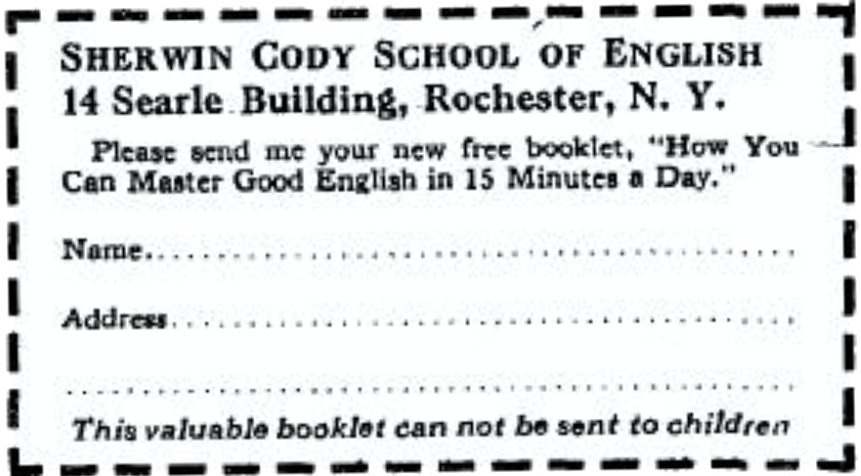 SHERWIN CODY SCHOOL OF ENGLISH
14 Searle Building, Rochester, N. Y.
Please send me your new free booklet, "How You
Can Master Good English in 15 Minutes a Day."
Name
Address
This valuable booklet can not be sent to children